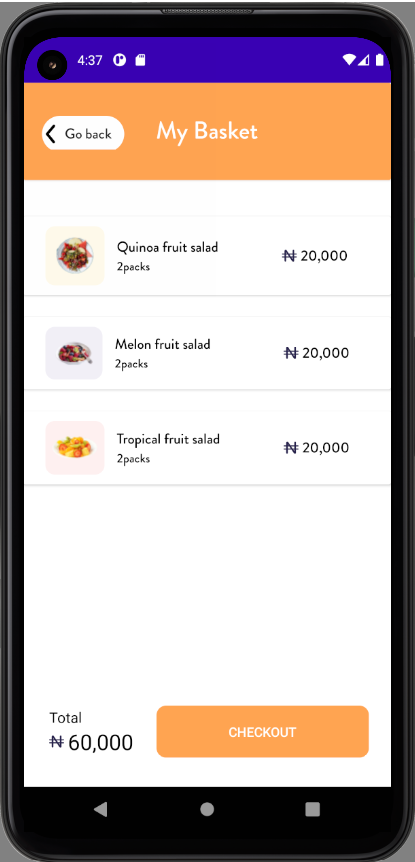 4:37
Go back
My Basket
Quinoa fruit salad
2packs
₦ 20,000
Melon fruit salad
2packs
₦ 20,000
Tropical fruit salad
2packs
₦ 20,000
Total
₦ 60,000
CHECKOUT